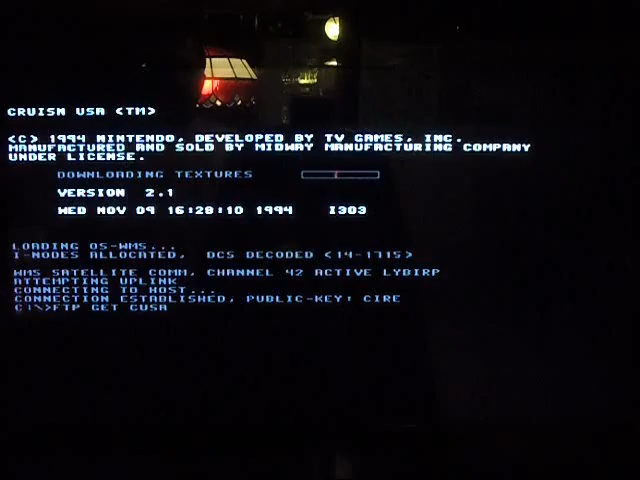 CRUISN USA <TM>
<C> 1994 NINTENDO, DEVELOPED BY TV GAMES, INC.
MANUFACTURED AND SOLD BY MIDWAY MANUFACTURING COMPANY
UNDER LICENSE.
DOWNLOADING TEXTURES
VERSION 2.1
WED NOV 09 16:28:10 1994 I303
LOADING OS-WMS...
I-NODES ALLOCATED, DCS DECODED <14-1715>
WMS SATELLITE COMM, CHANNEL 42 ACTIVE LYBIRP
ATTEMPTING UPLINK
CONNECTING TO HOST...
CONNECTION ESTABLISHED, PUBLIC-KEY: CIRE
C:\>FTP GET CUSA